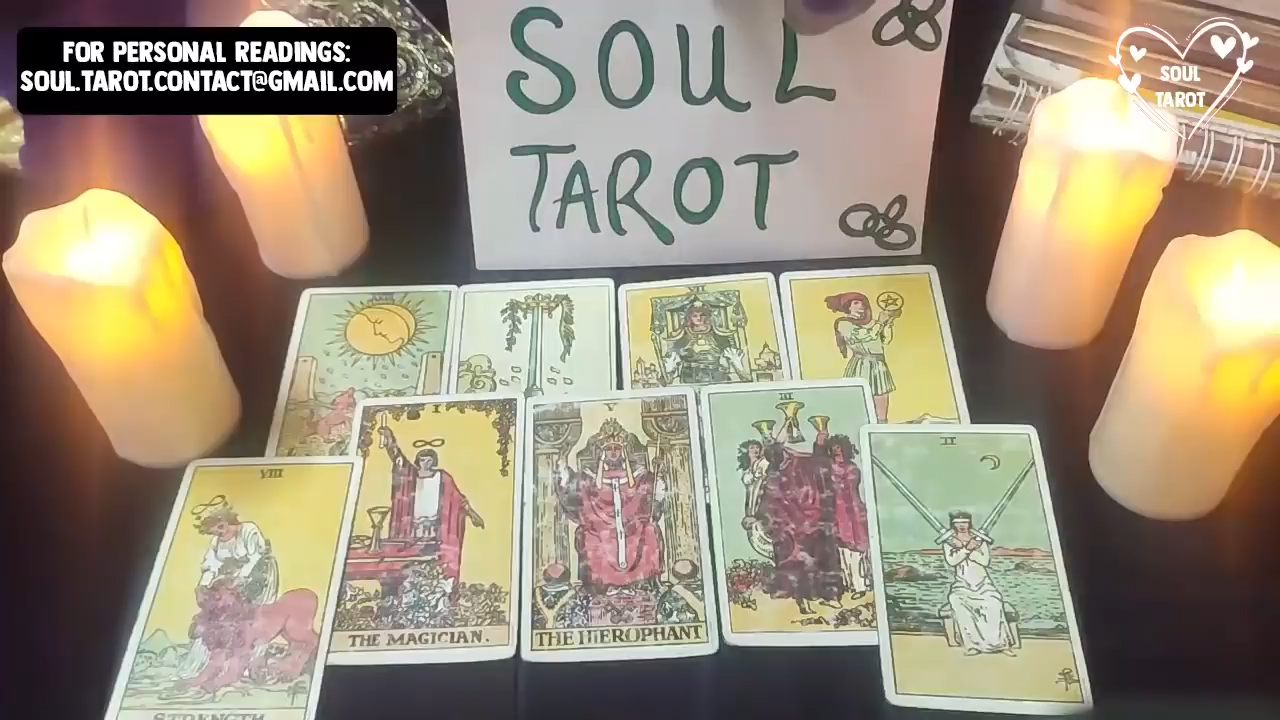 FOR PERSONAL READINGS:
SOUL.TAROT.CONTACT@GMAIL.COM
SOUL
TAROT
SOUL
TAROT
VII
III
I
V
VIII
II
THE MAGICIAN.
THE HIEROPHANT
STRENGTH